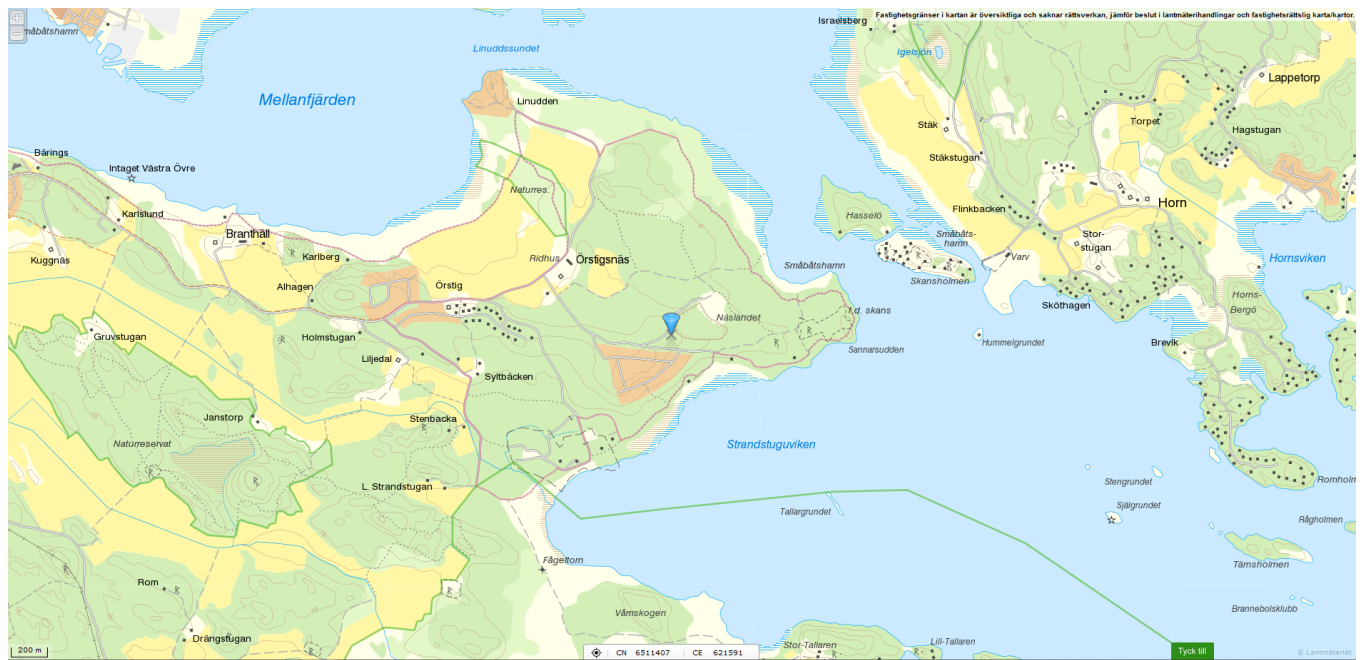 Fastighetsgränser i kartan är översiktliga och saknar rättsverkan, jämför beslut i lantmäterihandlingar och fastighetsrättslig karta/kartor.
Israelsberg
måbåtshamn
Linuddssundet
Igelsjön
Lappetorp
Mellanfjärden
Linudden
Stäk
Torpet
Hagstugan
Bärings
Intaget Västra Övre
Stäkstugan
Naturres.
Karlslund
Hasselö
Flinkbacken
Horn
Branthäll
Småbåts-
hamn
Stor-
stugan
Kuggnäs
Karlberg
Ridhus
Örstigsnäs
Småbåtshamn
Varv
Hornsviken
Alhagen
Örstig
Skansholmen
Sköthagen
Horns-
Bergö
Näslandet
f.d. skans
Gruvstugan
Holmstugan
Sannarsudden
Hummelgrundet
Brevik
Liljedal
Syltbäcken
Janstorp
Stenbacka
Naturreservat
Strandstuguviken
L. Strandstugan
Stengrundet
Romholm
Tallargrundet
Själgrundet
Rågholmen
Fågeltorn
Tärnsholmen
Rom
Våmskogen
Brannebolsklubb
Drängstugan
Stor-Tallaren
Lill-Tallaren
200 m
CN 6511407
CE 621591
Tyck till
© Lantmäteriet